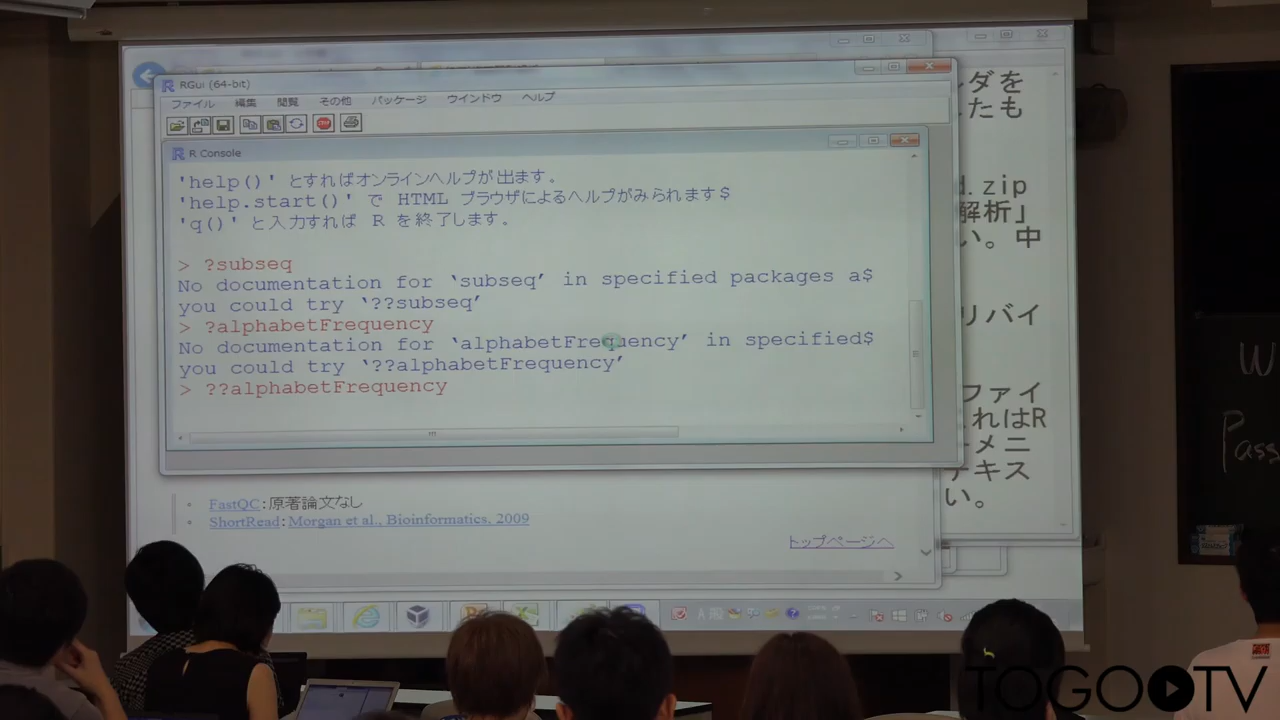 RGui (64-bit)
ファイル 編集 閲覧 その他 パッケージ ウインドウ ヘルプ
STOP
R Console
'help()' とすればオンラインヘルプが出ます。
'help.start()' で HTML ブラウザによるヘルプがみられます$
'q()' と入力すれば R を終了します。
> ?subseq
No documentation for ‘subseq’ in specified packages a$
you could try ‘??subseq’
> ?alphabetFrequency
No documentation for ‘alphabetFrequency’ in specified$
you could try ‘??alphabetFrequency’
> ??alphabetFrequency
FastQC:原著論文なし
ShortRead: Morgan et al., Bioinformatics, 2009
トップページへ
ダを
たも
d.zip
解析」
い。中
リバイ
ファイ
れはR
メニ
テキス
い。
W
Pass
A 般
TOGOTV